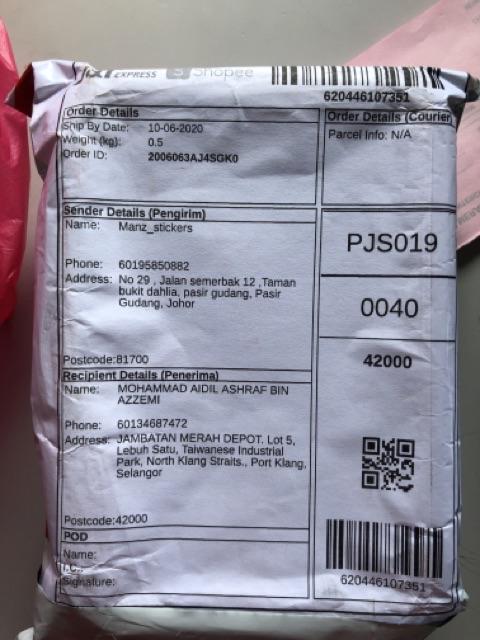 J&T EXPRESS Shopee
620446107351
Order Details
Ship By Date: 10-06-2020
Weight (kg): 0.5
Order ID: 2006063AJ4SGK0
Order Details (Courier
Parcel Info: N/A
Sender Details (Pengirim)
Name: Manz_stickers
Phone: 60195850882
Address: No 29 , Jalan semerbak 12 ,Taman
bukit dahlia, pasir gudang, Pasir
Gudang, Johor
Postcode:81700
PJS019
0040
42000
Recipient Details (Penerima)
Name: MOHAMMAD AIDIL ASHRAF BIN
AZZEMI
Phone: 60134687472
Address: JAMBATAN MERAH DEPOT. Lot 5,
Lebuh Satu, Taiwanese Industrial
Park, North Klang Straits., Port Klang,
Selangor
Postcode:42000
POD
Name:
I.C.:
Signature:
620446107351